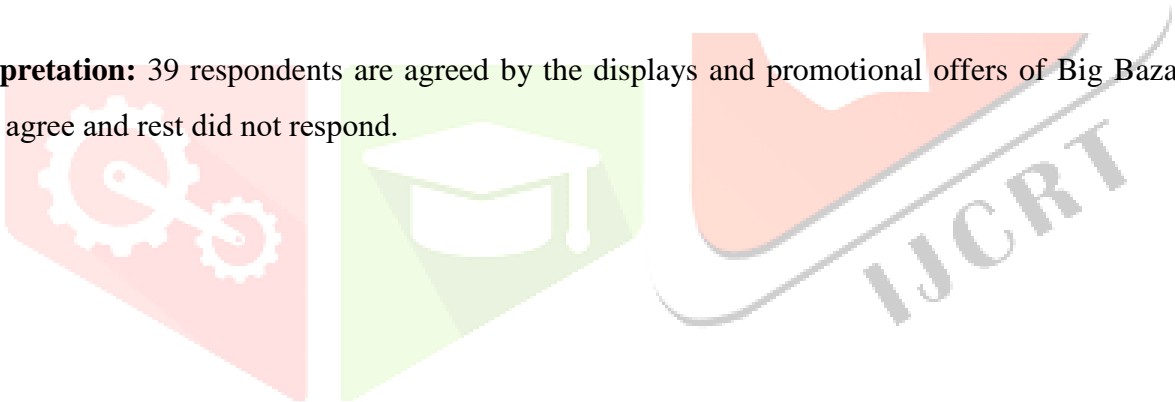 pretation: 39 respondents are agreed by the displays and promotional offers of Big Baza
agree and rest did not respond.
IJCRT